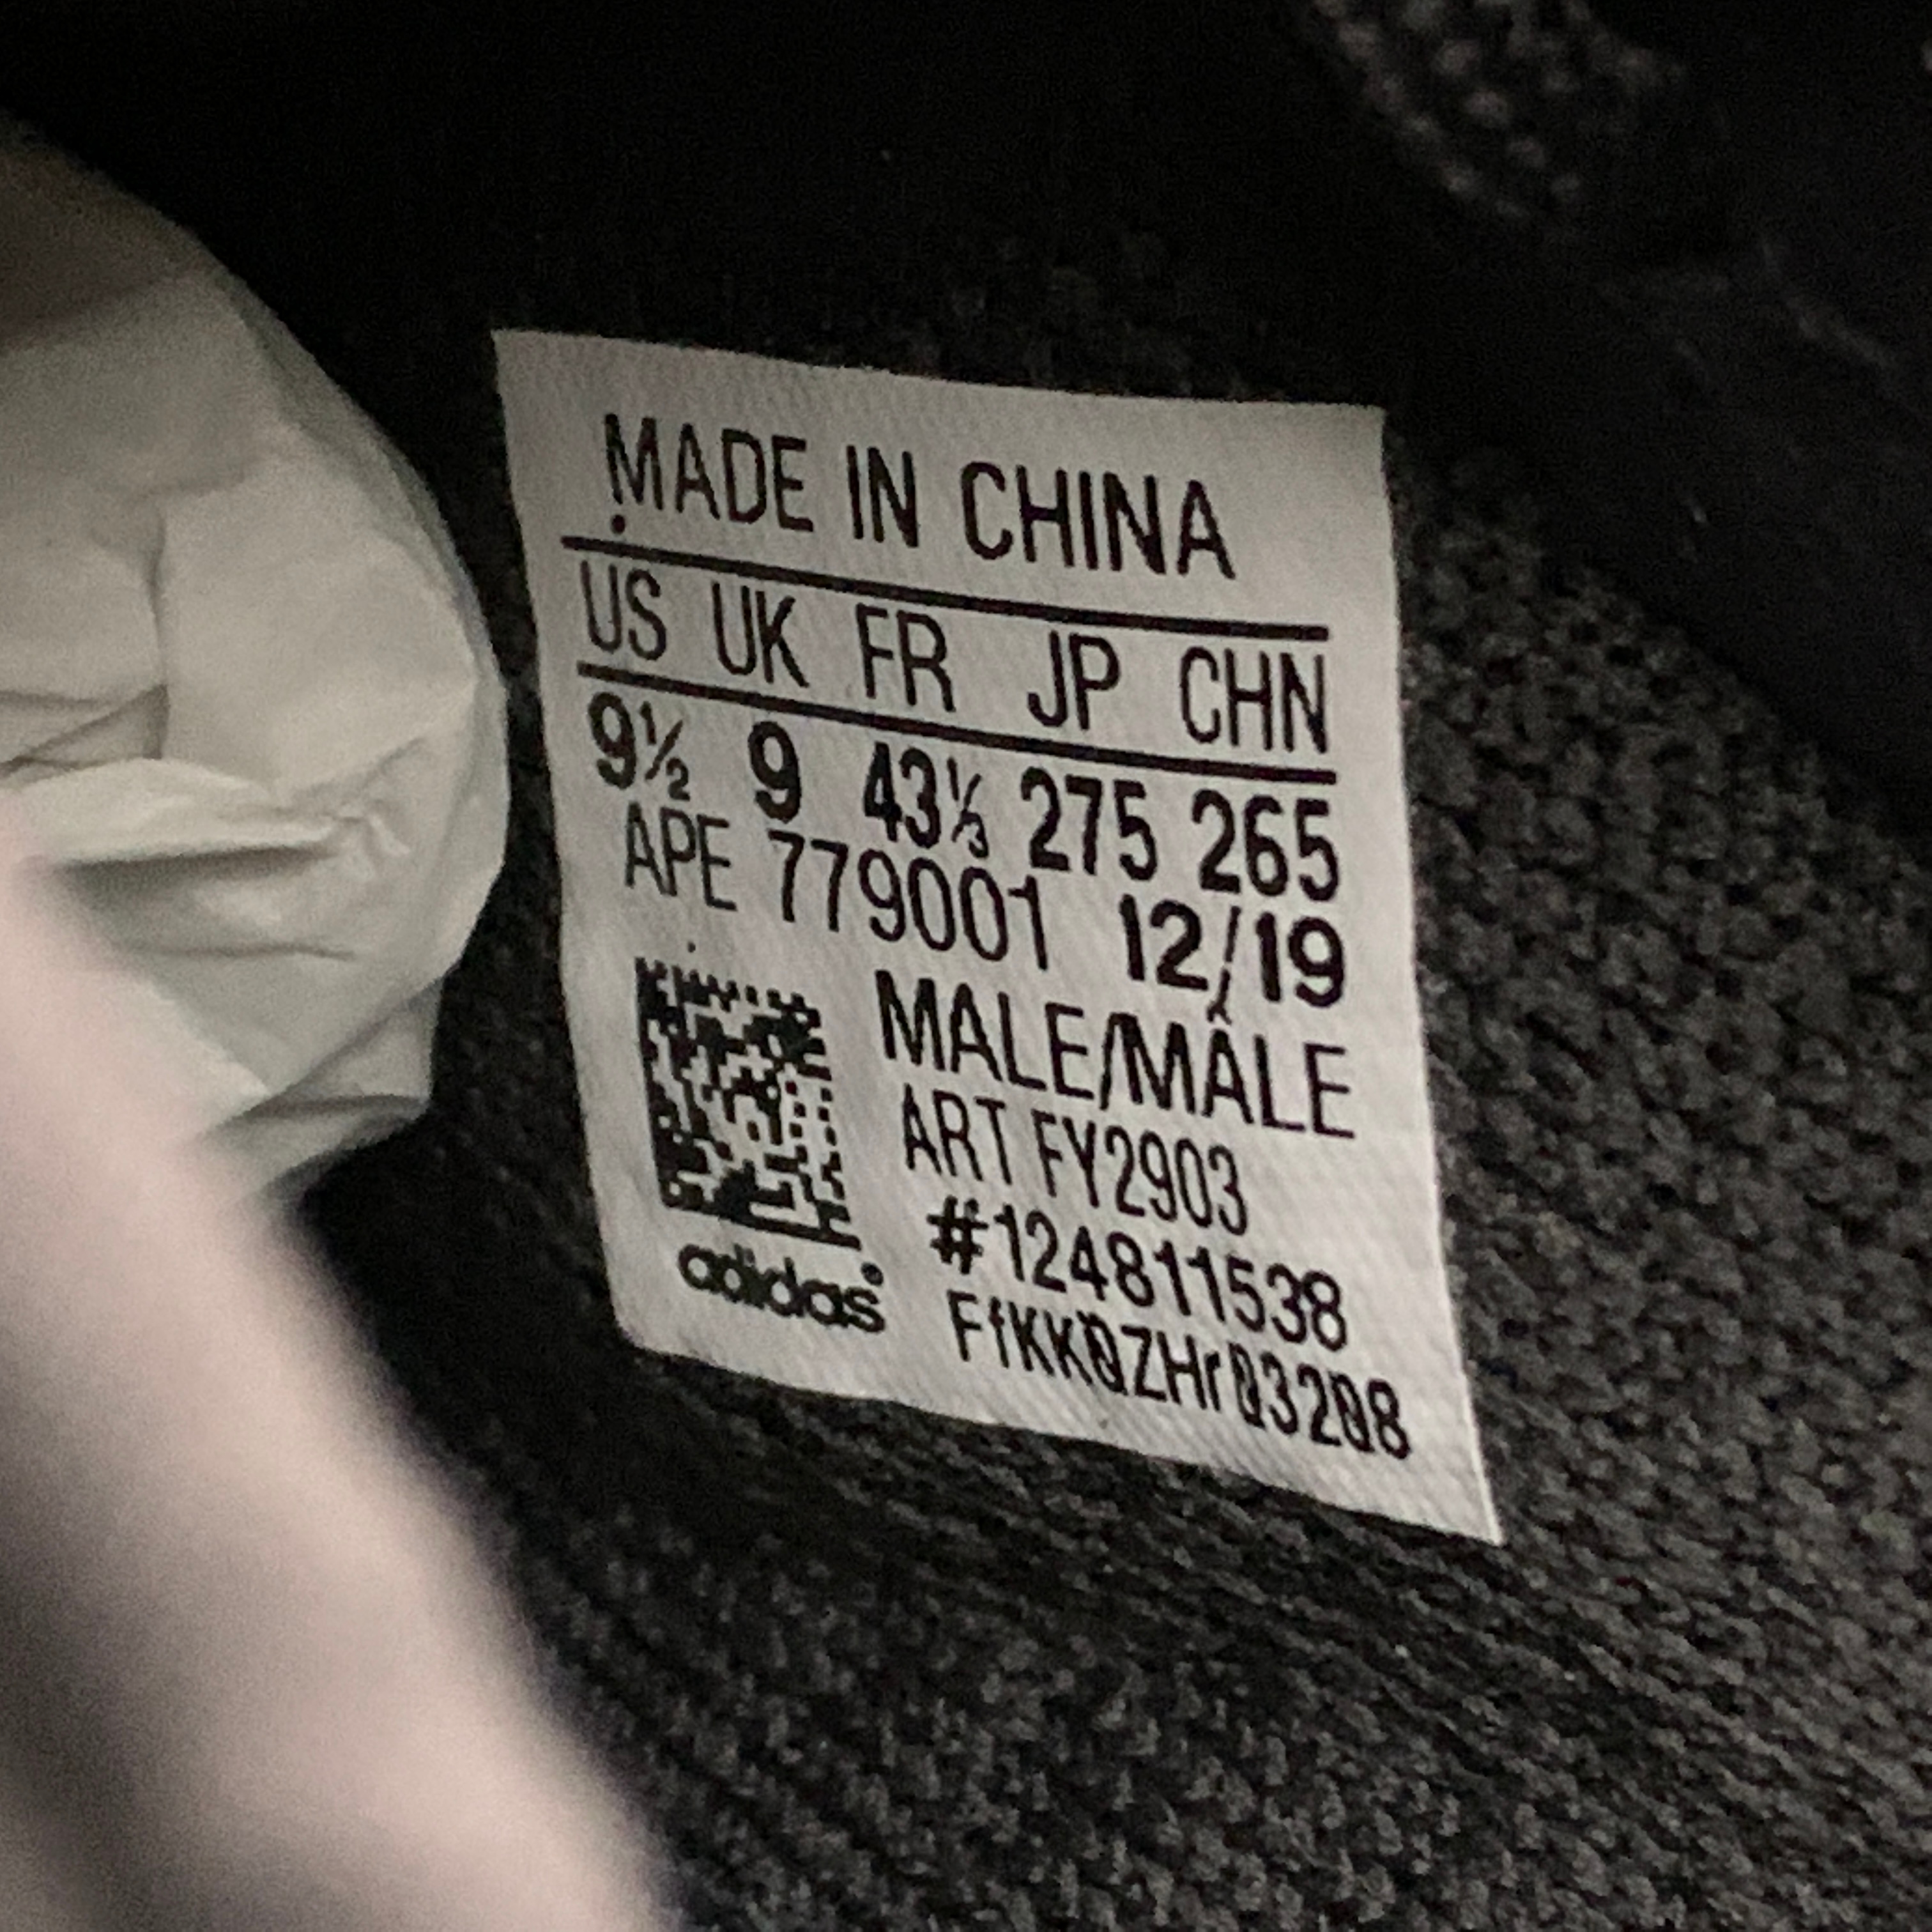 MADE IN CHINA
US UK FR JP CHN
9½ 9 43⅓ 275 265
APE 779001 12/19
MALE/MÂLE
ART FY2903
#124811538
FfKK0ZHr03208
adidas